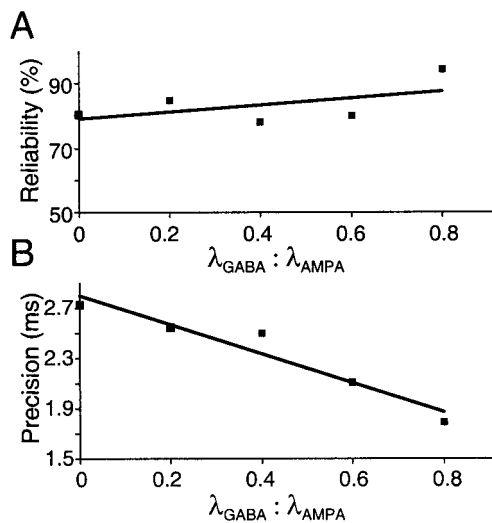 A
Reliability (%)
90
70
50
0 0.2 0.4 0.6 0.8
λGABA : λAMPA
B
Precision (ms)
2.7
2.3
1.9
1.5
0 0.2 0.4 0.6 0.8
λGABA : λAMPA